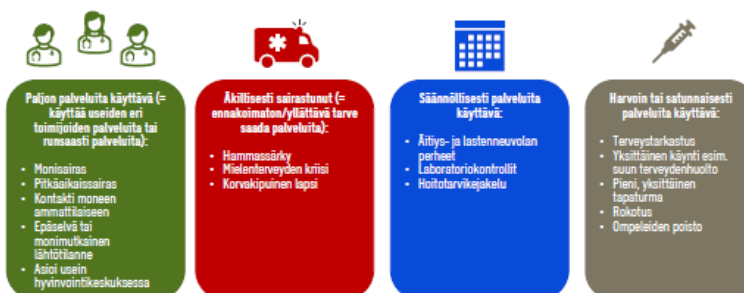 Paljon palveluita käyttävä (=
käyttää useiden eri
toimijoiden palveluita tai
runsaasti palveluita):
• Monisairas
• Pitkäaikaissairas
• Kontakti moneen
ammattilaiseen
• Epäselvä tai
monimutkainen
lähtötilanne
• Asioi usein
hyvinvointikeskuksessa
Äkillisesti sairastunut (=
ennakoimaton/yllättävä tarve
saada palveluita):
• Hammassärky
• Mielenterveyden kriisi
• Korvakipuinen lapsi
Säännöllisesti palveluita
käyttävä:
• Äitiys- ja lastenneuvolan
perheet
• Laboratoriokontrollit
• Hoitotarvikejakelu
Harvoin tai satunnaisesti
palveluita käyttävä:
• Terveystarkastus
• Yksittäinen käynti esim.
suun terveydenhuolto
• Pieni, yksittäinen
tapaturma
• Rokotus
• Ompeleiden poisto